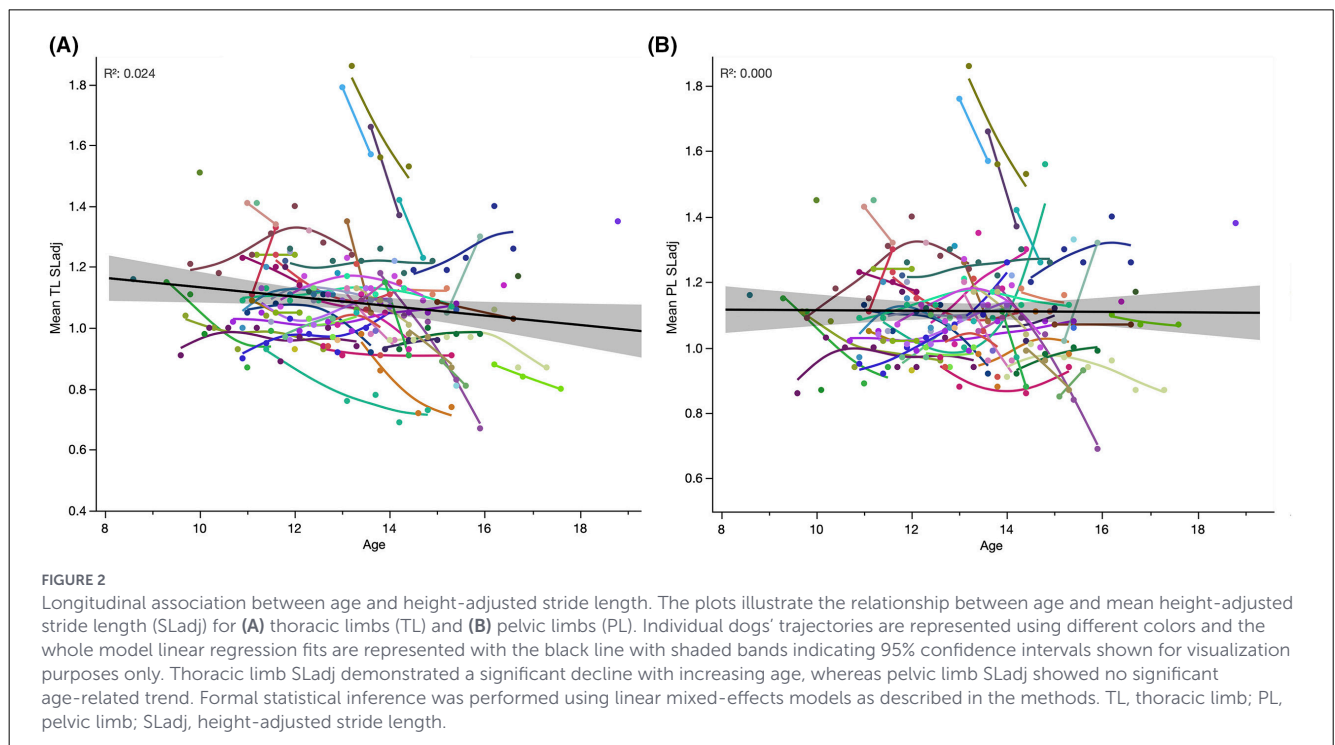 (A)
R²: 0.024
1.8
1.6
1.4
1.2
1.0
0.8
0.6
0.4
Mean TL SLadj
8
10
12
14
16
18
Age
(B)
R²: 0.000
1.8
1.6
1.4
1.2
1.0
0.8
0.6
Mean PL SLadj
8
10
12
14
16
18
Age
FIGURE 2
Longitudinal association between age and height-adjusted stride length. The plots illustrate the relationship between age and mean height-adjusted
stride length (SLadj) for (A) thoracic limbs (TL) and (B) pelvic limbs (PL). Individual dogs’ trajectories are represented using different colors and the
whole model linear regression fits are represented with the black line with shaded bands indicating 95% confidence intervals shown for visualization
purposes only. Thoracic limb SLadj demonstrated a significant decline with increasing age, whereas pelvic limb SLadj showed no significant
age-related trend. Formal statistical inference was performed using linear mixed-effects models as described in the methods. TL, thoracic limb; PL,
pelvic limb; SLadj, height-adjusted stride length.